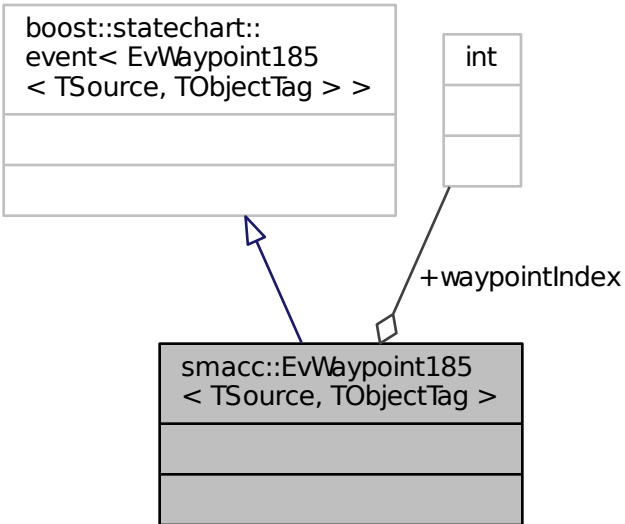 boost::statechart::
event< EvWaypoint185
< TSource, TObjectTag > >
int
+waypointIndex
smacc::EvWaypoint185
< TSource, TObjectTag >